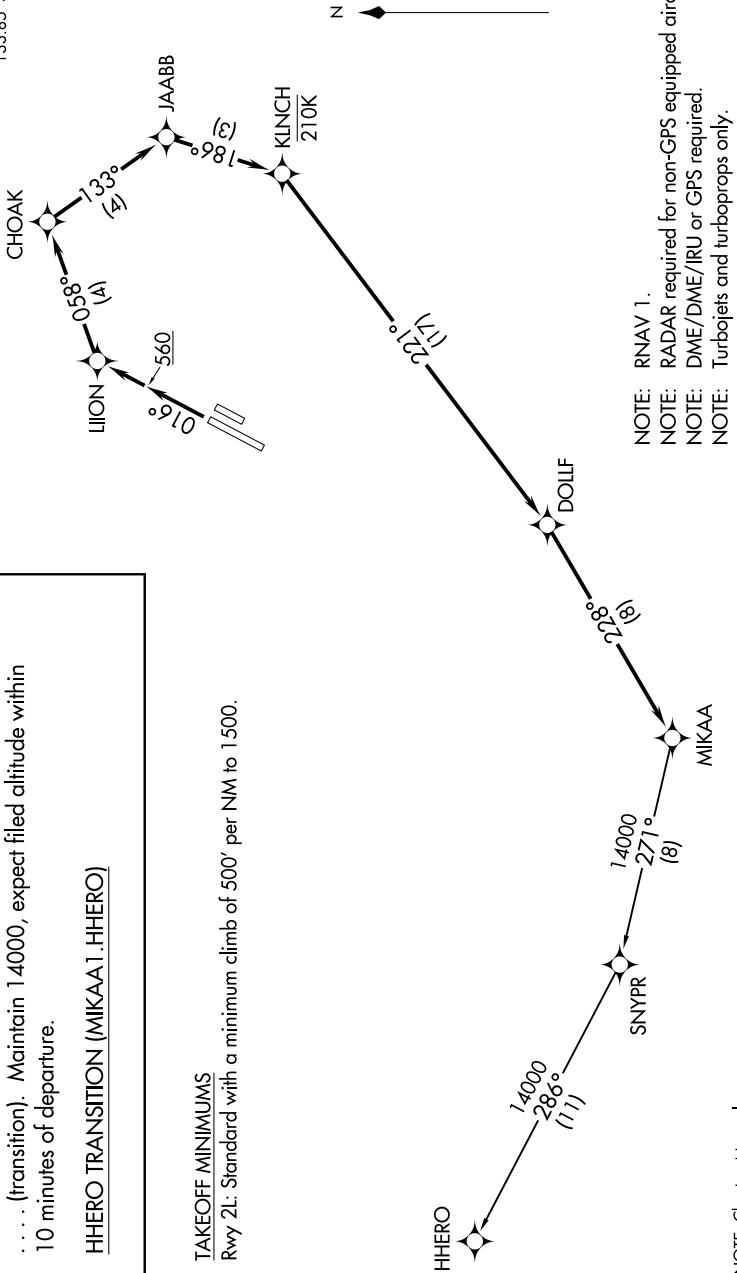 . . . . (transition). Maintain 14000, expect filed altitude within
10 minutes of departure.
HHERO TRANSITION (MIKAA1.HHERO)
TAKEOFF MINIMUMS
Rwy 2L: Standard with a minimum climb of 500' per NM to 1500.
N
CHOAK
133°
(4)
JAABB
186°
(3)
KLNCH
210K
058°
(4)
LIION
560
016°
221°
(17)
DOLLF
228°
(8)
MIKAA
14000
271°
(8)
SNYPR
14000
286°
(11)
HHERO
NOTE: RNAV 1.
NOTE: RADAR required for non-GPS equipped
NOTE: DME/DME/IRU or GPS required.
NOTE: Turbojets and turboprops only.